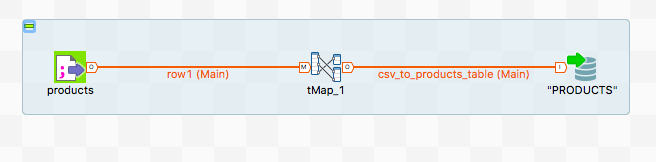 ;
O
row1 (Main)
M
O
csv_to_products_table (Main)
I
products
tMap_1
"PRODUCTS"